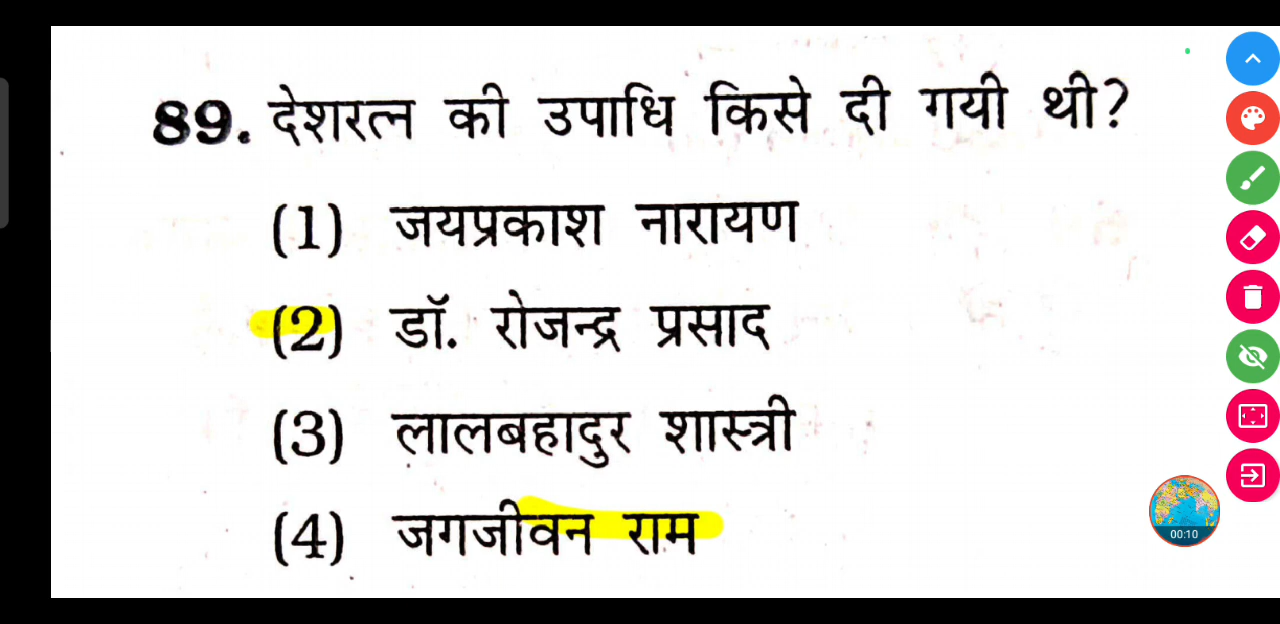 89. देशरत्न की उपाधि किसे दी गयी थी?
(1) जयप्रकाश नारायण
(2) डॉ. रोजन्द्र प्रसाद
(3) लालबहादुर शास्त्री
(4) जगजीवन राम
00:10